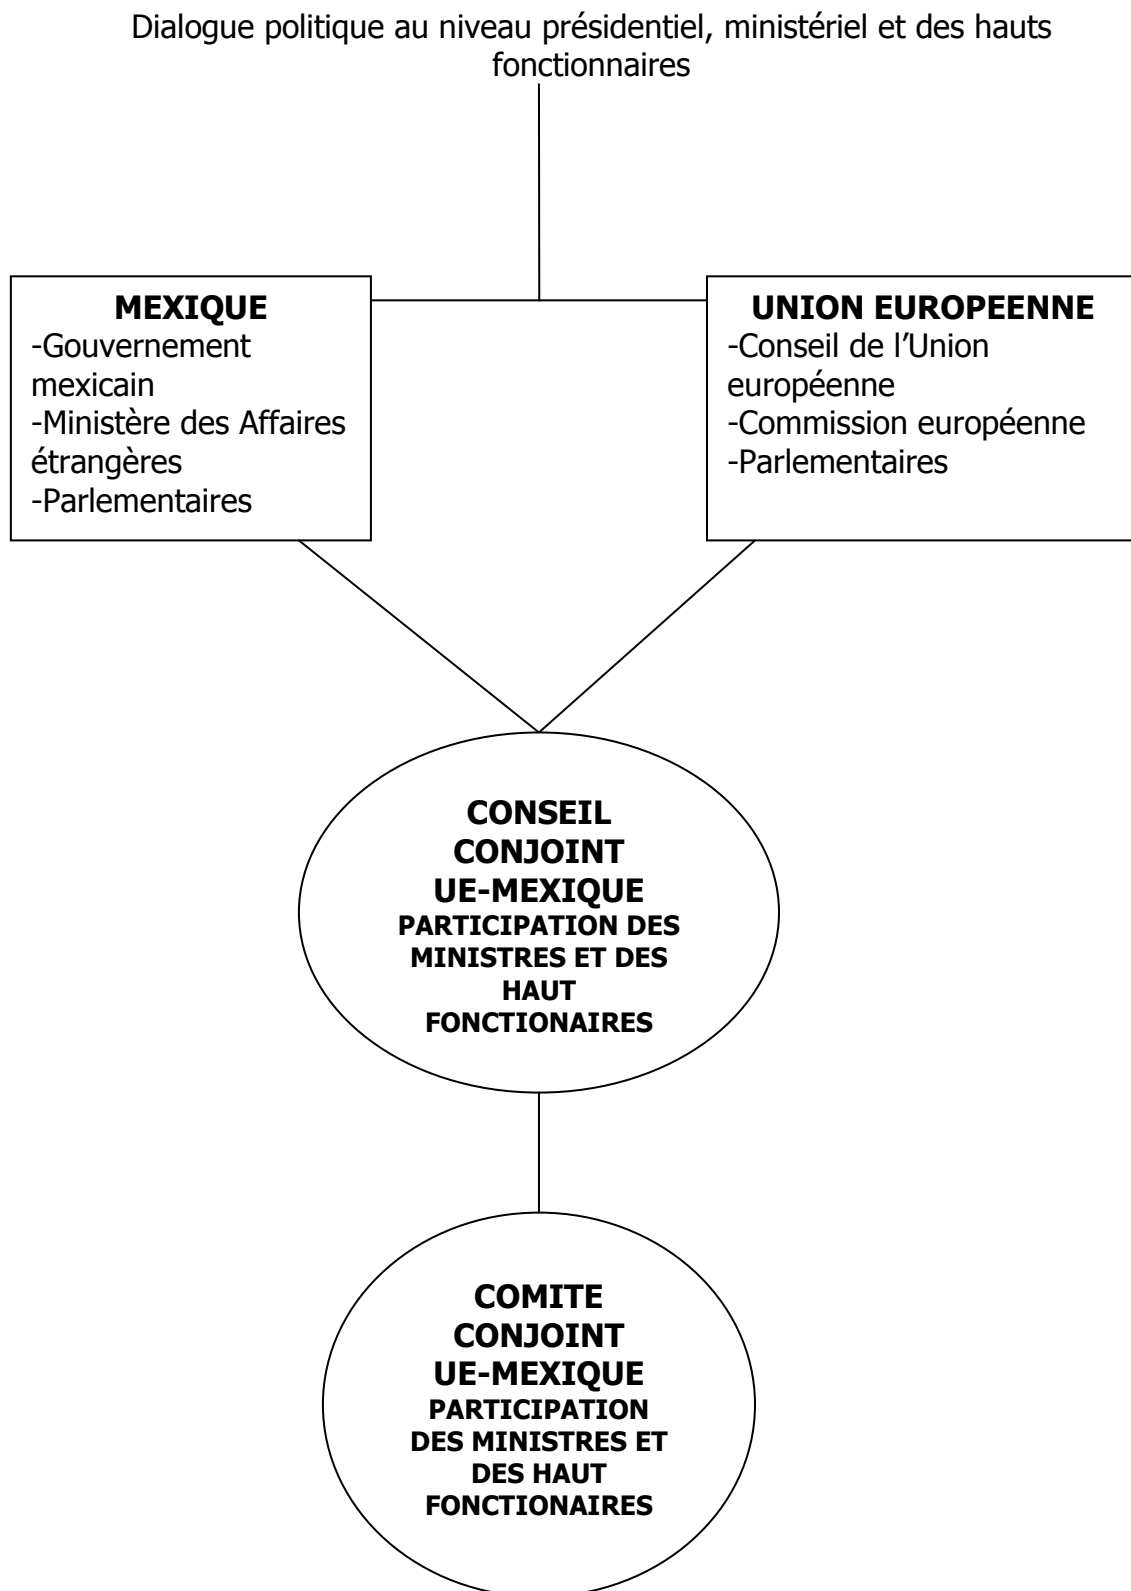 Dialogue politique au niveau présidentiel, ministériel et des hauts
fonctionnaires
MEXIQUE
-Gouvernement
mexicain
-Ministère des Affaires
étrangères
-Parlementaires
UNION EUROPEENNE
-Conseil de l’Union
européenne
-Commission européenne
-Parlementaires
CONSEIL
CONJOINT
UE-MEXIQUE
PARTICIPATION DES
MINISTRES ET DES
HAUT
FONCTIONAIRES
COMITE
CONJOINT
UE-MEXIQUE
PARTICIPATION
DES MINISTRES ET
DES HAUT
FONCTIONAIRES